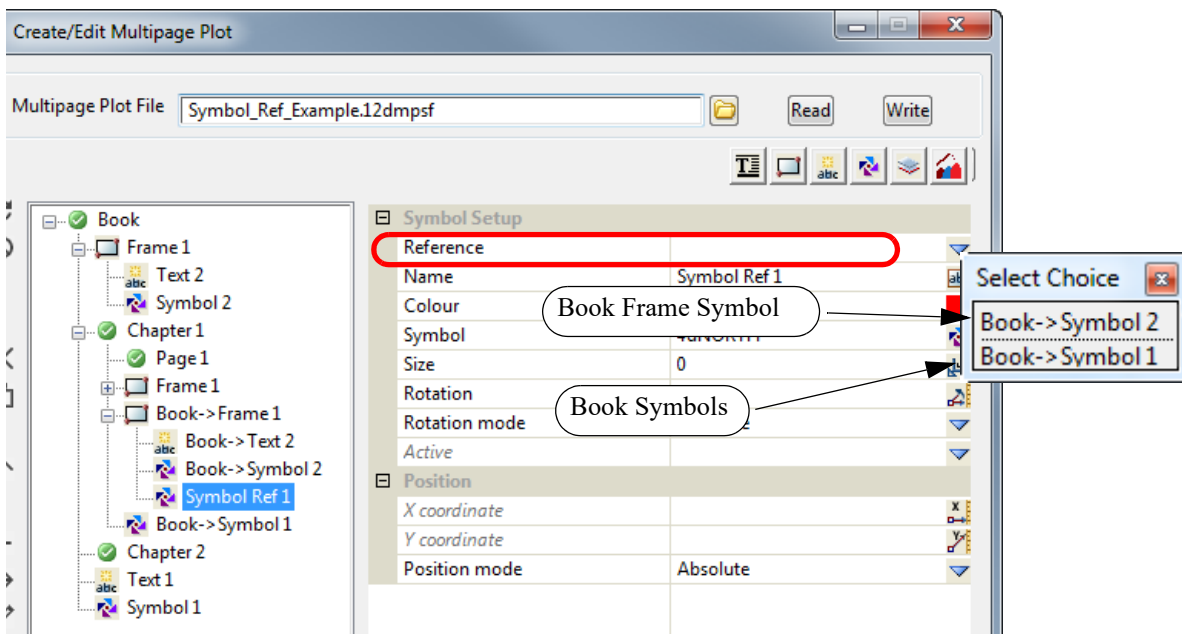 Create/Edit Multipage Plot
Multipage Plot File Symbol_Ref_Example.12dmpsf Read Write
Book
Frame 1
Text 2
Symbol 2
Chapter 1
Page 1
Frame 1
Book->Frame 1
Book->Text 2
Book->Symbol 2
Symbol Ref 1
Book->Symbol 1
Chapter 2
Text 1
Symbol 1
Symbol Setup
Reference
Name Symbol Ref 1
Colour
Symbol
Size 0
Rotation
Rotation mode
Active
Position
X coordinate
Y coordinate
Position mode Absolute
Book Frame Symbol
Book Symbols
Select Choice
Book->Symbol 2
Book->Symbol 1